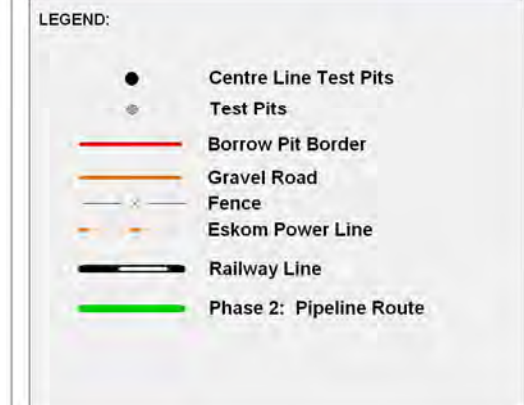 LEGEND:
Centre Line Test Pits
Test Pits
Borrow Pit Border
Gravel Road
Fence
Eskom Power Line
Railway Line
Phase 2: Pipeline Route